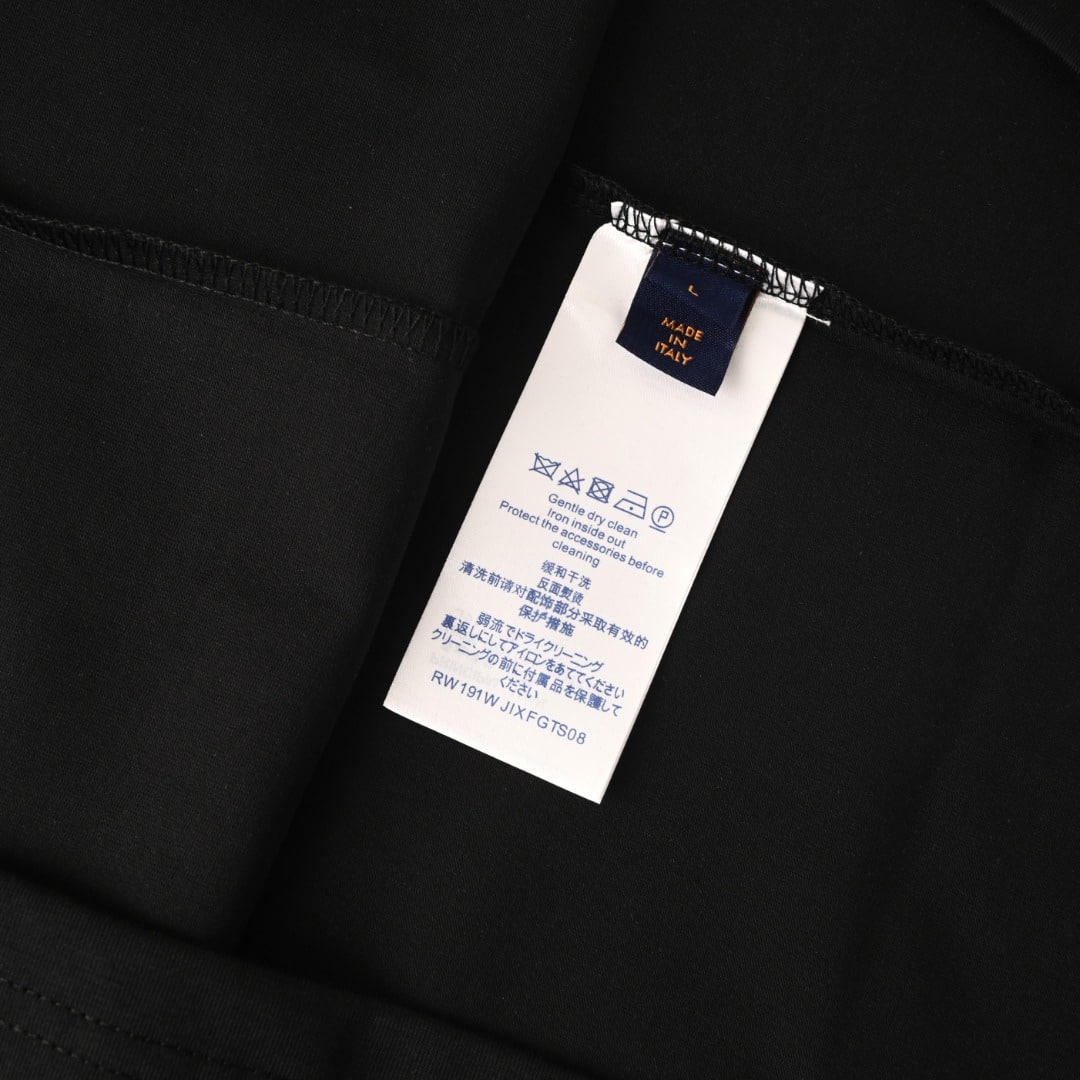 L
MADE
IN
ITALY
P
Gentle dry clean
Iron inside out
Protect the accessories before
cleaning
缓和干洗
反面熨烫
清洗前请对配饰部分采取有效的
保护措施
弱流でドライクリーニング
裏返しにしてアイロンをあててください
クリーニングの前に付属品を保護して
ください
RW191W JIXFGTS08